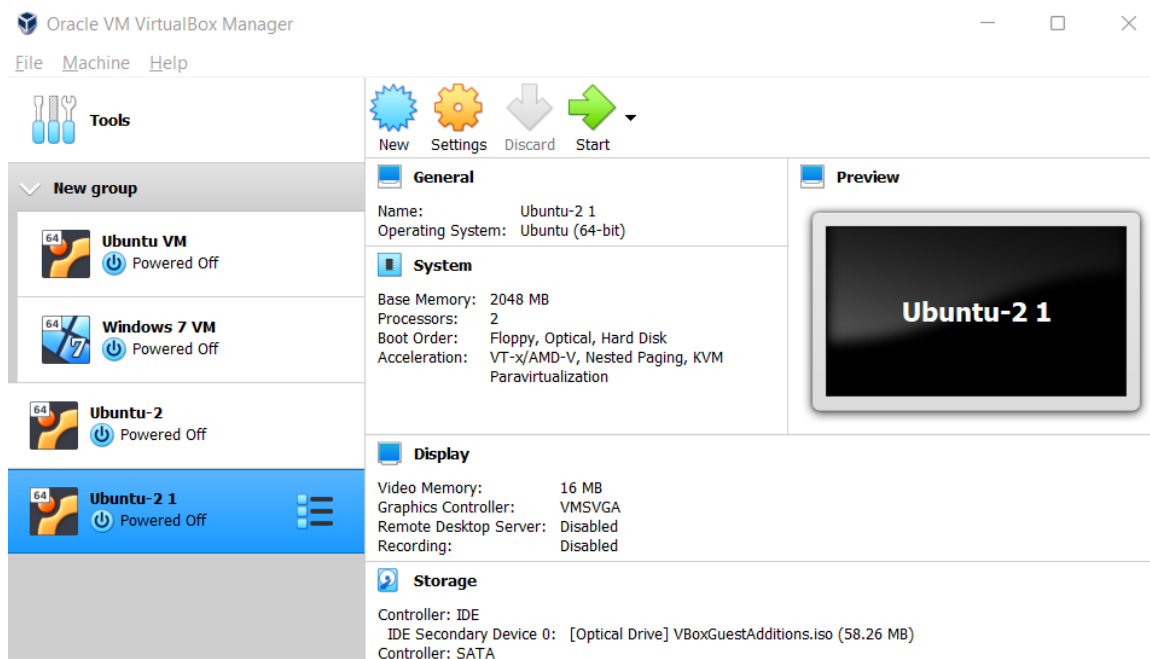 Oracle VM VirtualBox Manager
File Machine Help
Tools
New group
64
Ubuntu VM
Powered Off
64
7
Windows 7 VM
Powered Off
64
Ubuntu-2
Powered Off
64
Ubuntu-2 1
Powered Off
New Settings Discard Start
General
Name: Ubuntu-2 1
Operating System: Ubuntu (64-bit)
System
Base Memory: 2048 MB
Processors: 2
Boot Order: Floppy, Optical, Hard Disk
Acceleration: VT-x/AMD-V, Nested Paging, KVM
Paravirtualization
Preview
Ubuntu-2 1
Display
Video Memory: 16 MB
Graphics Controller: VMSVGA
Remote Desktop Server: Disabled
Recording: Disabled
Storage
Controller: IDE
IDE Secondary Device 0: [Optical Drive] VBoxGuestAdditions.iso (58.26 MB)
Controller: SATA